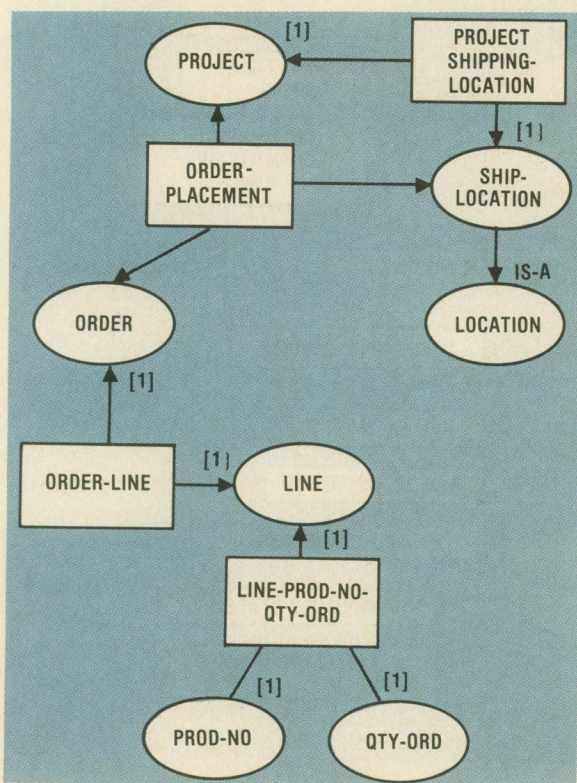 [1]
PROJECT
PROJECT
SHIPPING-
LOCATION
[1}
ORDER-
PLACEMENT
SHIP-
LOCATION
IS-A
ORDER
LOCATION
[1]
ORDER-LINE
[1}
LINE
[1]
LINE-PROD-NO-
QTY-ORD
[1]
[1]
PROD-NO
QTY-ORD